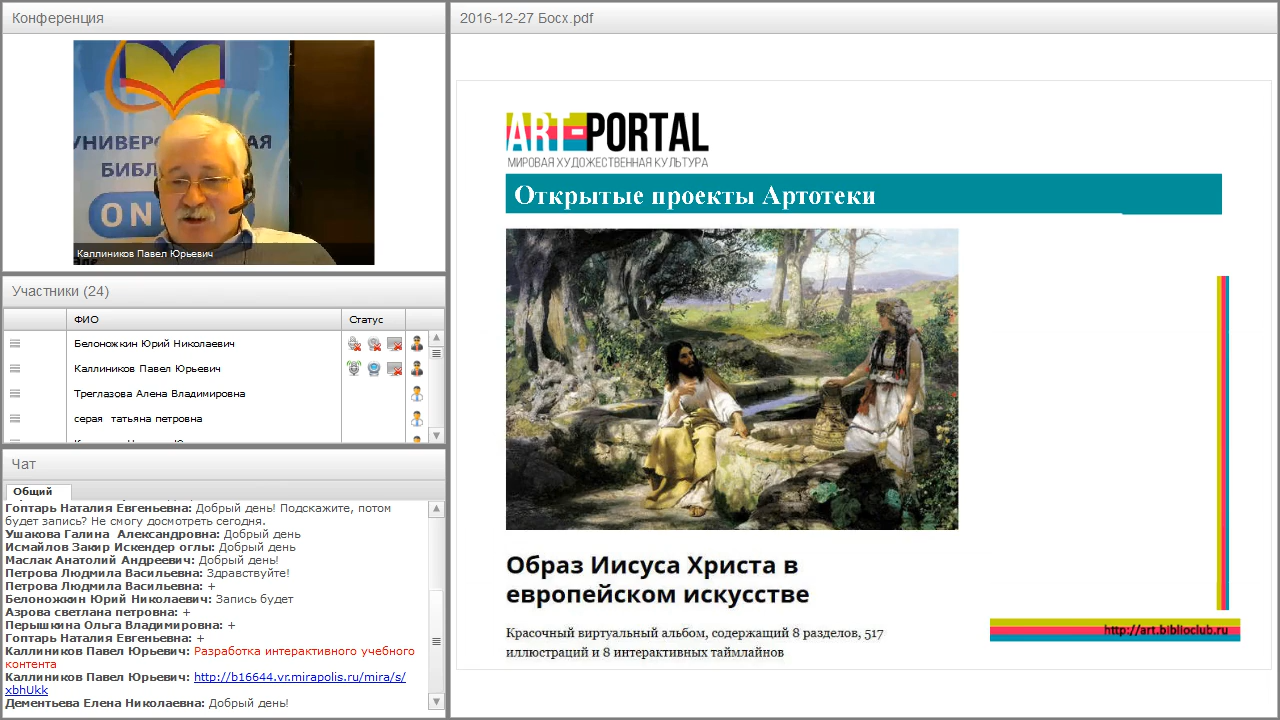 Конференция
УНИВЕР
НАЯ
БИБЛ
ON
Каллиников Павел Юрьевич
Участники (24)
ФИО
Статус
Белоножкин Юрий Николаевич
Каллиников Павел Юрьевич
Треглазова Алена Владимировна
серая татьяна петровна
Чат
Общий
Гоптарь Наталия Евгеньевна: Добрый день! Подскажите, потом
будет запись? Не смогу досмотреть сегодня.
Ушакова Галина Александровна: Добрый день
Исмайлов Закир Искендер оглы: Добрый день
Маслак Анатолий Андреевич: Добрый день!
Петрова Людмила Васильевна: Здравствуйте!
Петрова Людмила Васильевна: +
Белоножкин Юрий Николаевич: Запись будет
Азрова светлана петровна: +
Перышкина Ольга Владимировна: +
Гоптарь Наталия Евгеньевна: +
Каллиников Павел Юрьевич: Разработка интерактивного учебного
контента
Каллиников Павел Юрьевич: http://b16644.vr.mirapolis.ru/mira/s/
xbhUkk
Дементьева Елена Николаевна: Добрый день!
2016-12-27 Босх.pdf
ART-PORTAL
МИРОВАЯ ХУДОЖЕСТВЕННАЯ КУЛЬТУРА
Открытые проекты Артотеки
Образ Иисуса Христа в
европейском искусстве
Красочный виртуальный альбом, содержащий 8 разделов, 517
иллюстраций и 8 интерактивных таймлайнов
http://art.biblioclub.ru